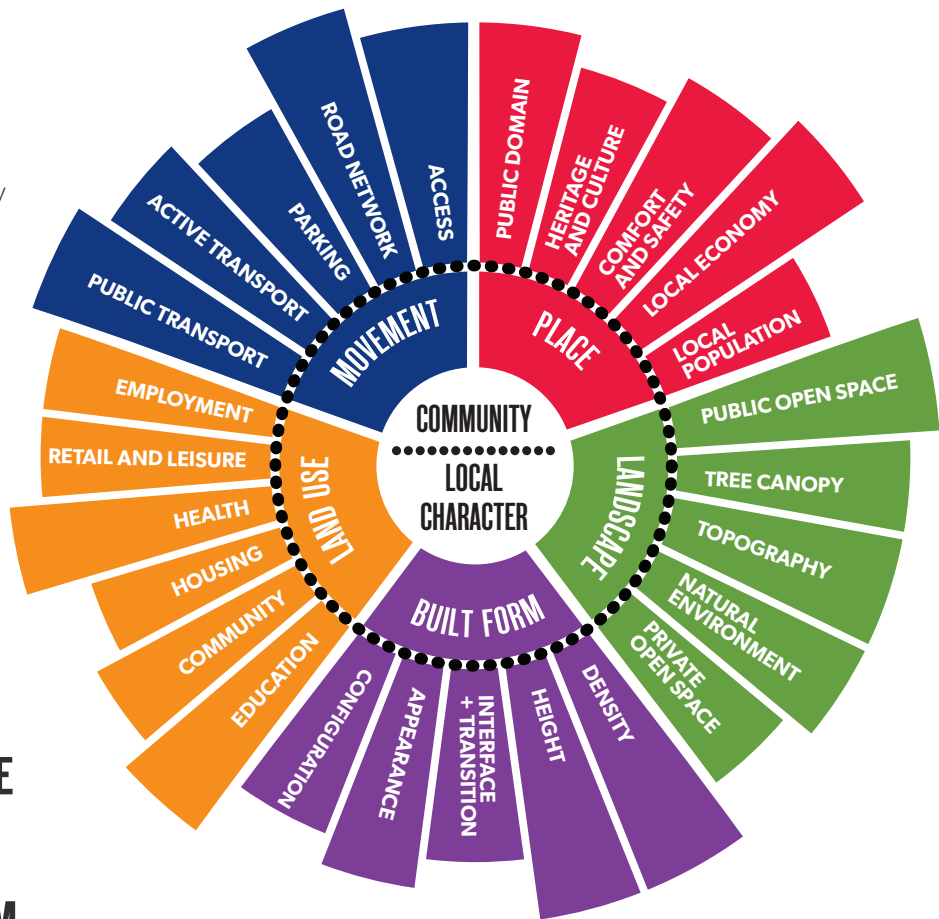 COMMUNITY
LOCAL
CHARACTER
MOVEMENT
PUBLIC TRANSPORT
ACTIVE TRANSPORT
PARKING
ROAD NETWORK
ACCESS
PLACE
PUBLIC DOMAIN
HERITAGE
AND CULTURE
COMFORT
AND SAFETY
LOCAL ECONOMY
LOCAL
POPULATION
LANDSCAPE
PUBLIC OPEN SPACE
TREE CANOPY
TOPOGRAPHY
NATURAL
ENVIRONMENT
PRIVATE
OPEN SPACE
BUILT FORM
DENSITY
HEIGHT
INTERFACE
+ TRANSITION
APPEARANCE
CONFIGURATION
LAND USE
EDUCATION
COMMUNITY
HOUSING
HEALTH
RETAIL AND LEISURE
EMPLOYMENT